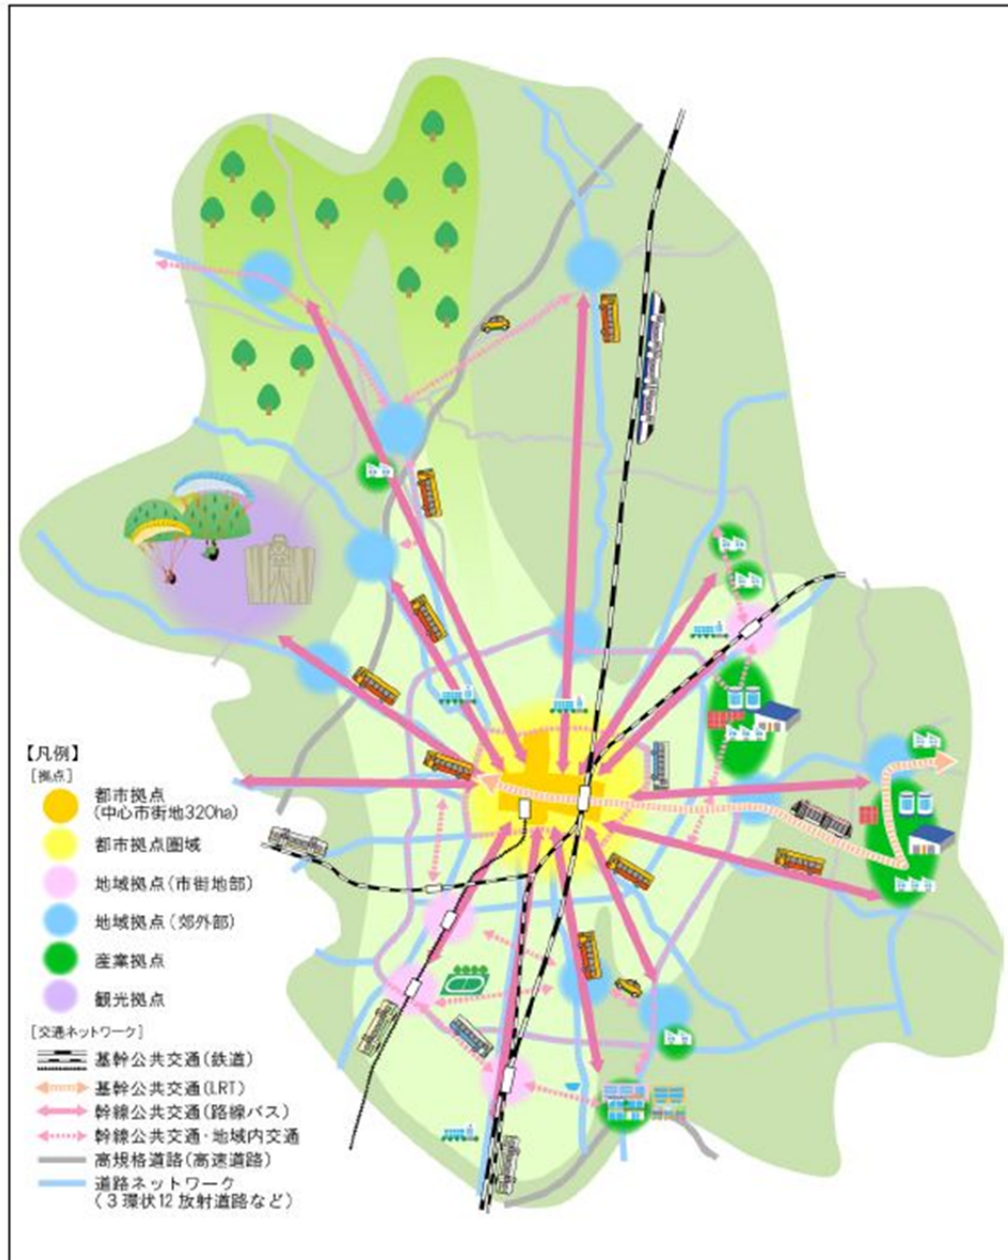 【凡例】
[拠点]
都市拠点
(中心市街地320ha)
都市拠点圏域
地域拠点(市街地部)
地域拠点(郊外部)
産業拠点
観光拠点
[交通ネットワーク]
基幹公共交通(鉄道)
基幹公共交通(LRT)
幹線公共交通(路線バス)
幹線公共交通・地域内交通
高規格道路(高速道路)
道路ネットワーク
(3環状12放射道路など)